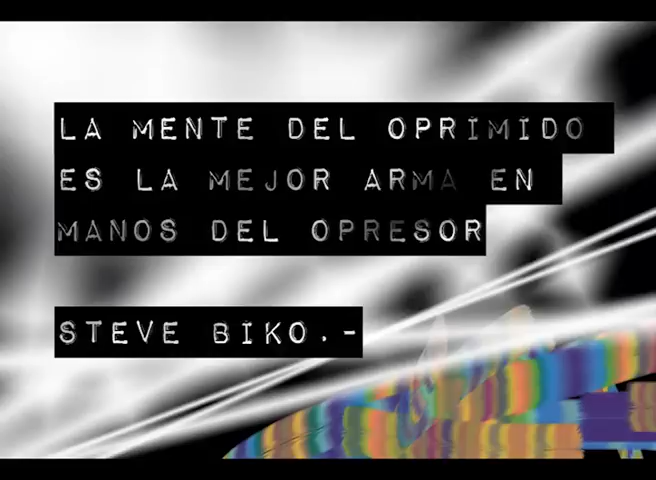 LA MENTE DEL OPRIMIDO
ES LA MEJOR ARMA EN
MANOS DEL OPRESOR
STEVE BIKO.-